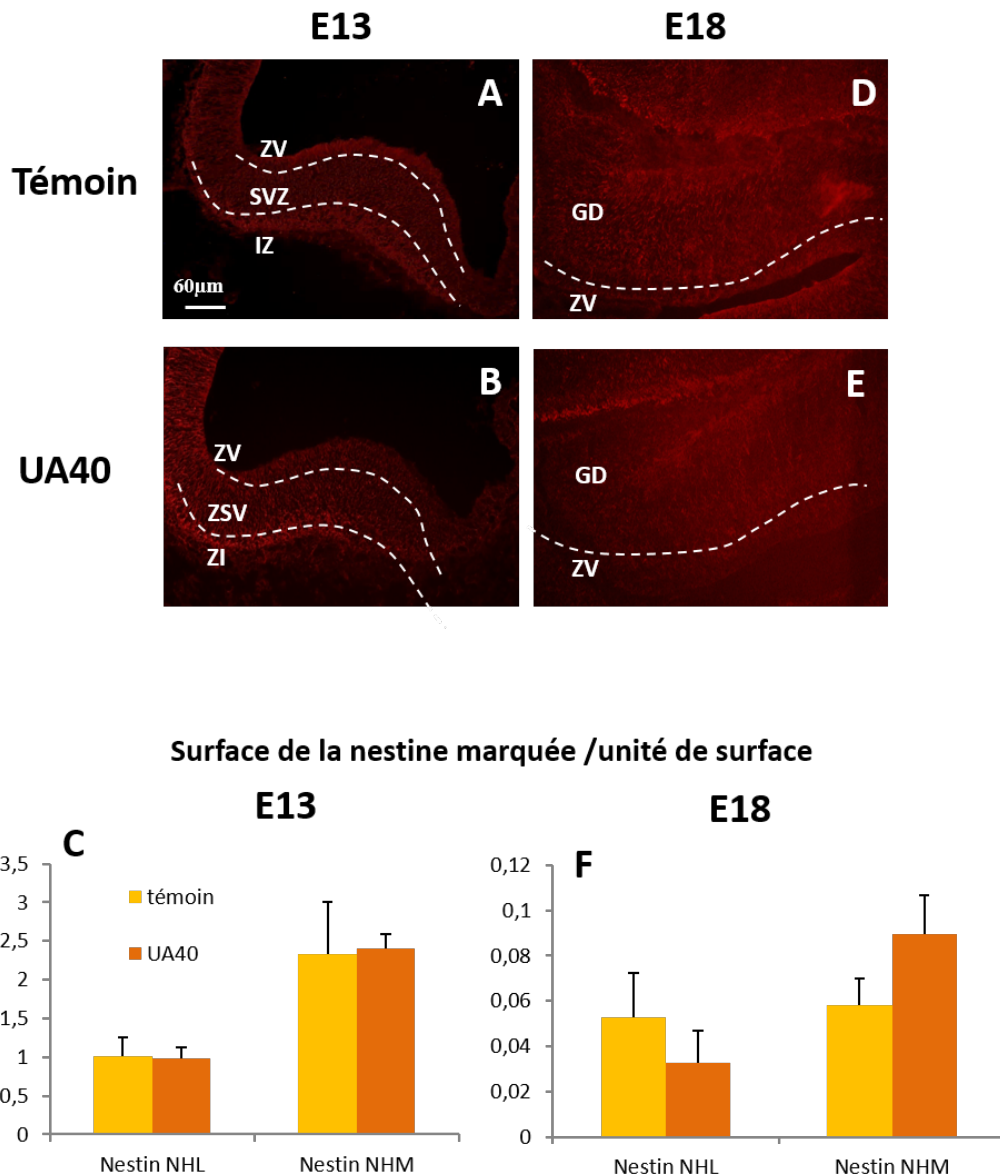 E13
E18
Témoin
A
ZV
SVZ
IZ
60µm
D
GD
ZV
UA40
B
ZV
ZSV
ZI
E
GD
ZV
Surface de la nestine marquée /unité de surface
E13
E18
C
3,5
3
2,5
2
1,5
1
0,5
0
témoin
UA40
Nestin NHL
Nestin NHM
F
0,12
0,1
0,08
0,06
0,04
0,02
0
Nestin NHL
Nestin NHM